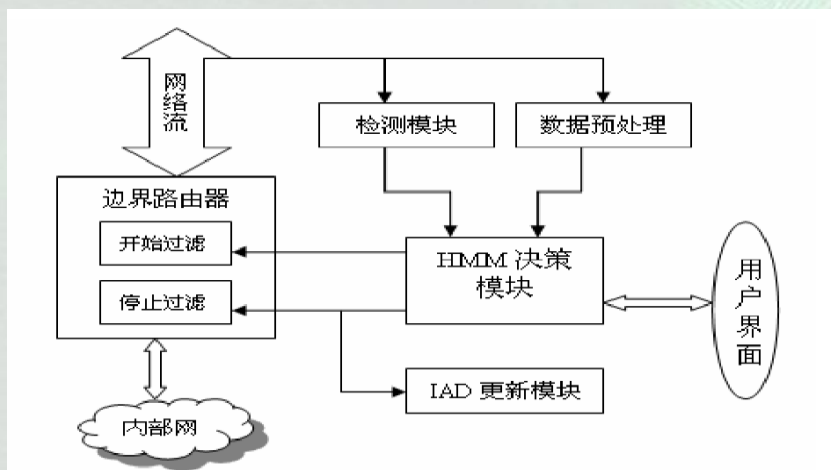 网络流
检测模块
数据预处理
边界路由器
开始过滤
停止过滤
HMM 决策
模块
用户界面
IAD 更新模块
内部网